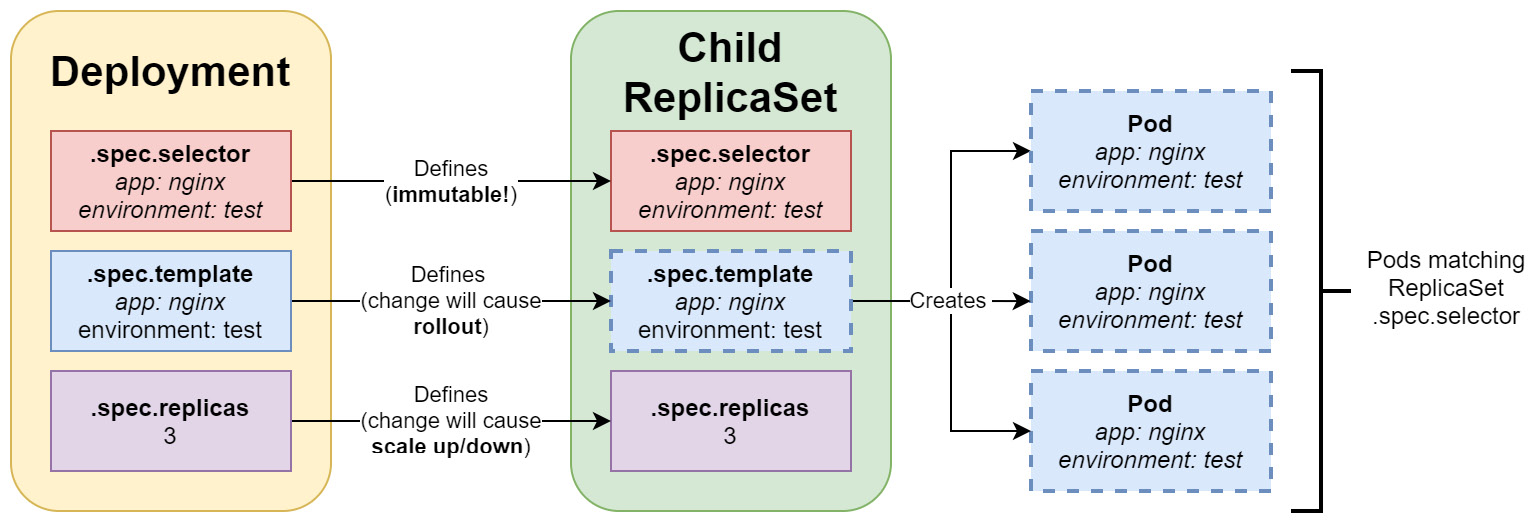 Deployment
.spec.selector
app: nginx
environment: test
.spec.template
app: nginx
environment: test
.spec.replicas
3
Defines
(immutable!)
Defines
(change will cause
rollout)
Defines
(change will cause
scale up/down)
Child
ReplicaSet
.spec.selector
app: nginx
environment: test
.spec.template
app: nginx
environment: test
.spec.replicas
3
Creates
Pod
app: nginx
environment: test
Pod
app: nginx
environment: test
Pod
app: nginx
environment: test
Pods matching
ReplicaSet
.spec.selector